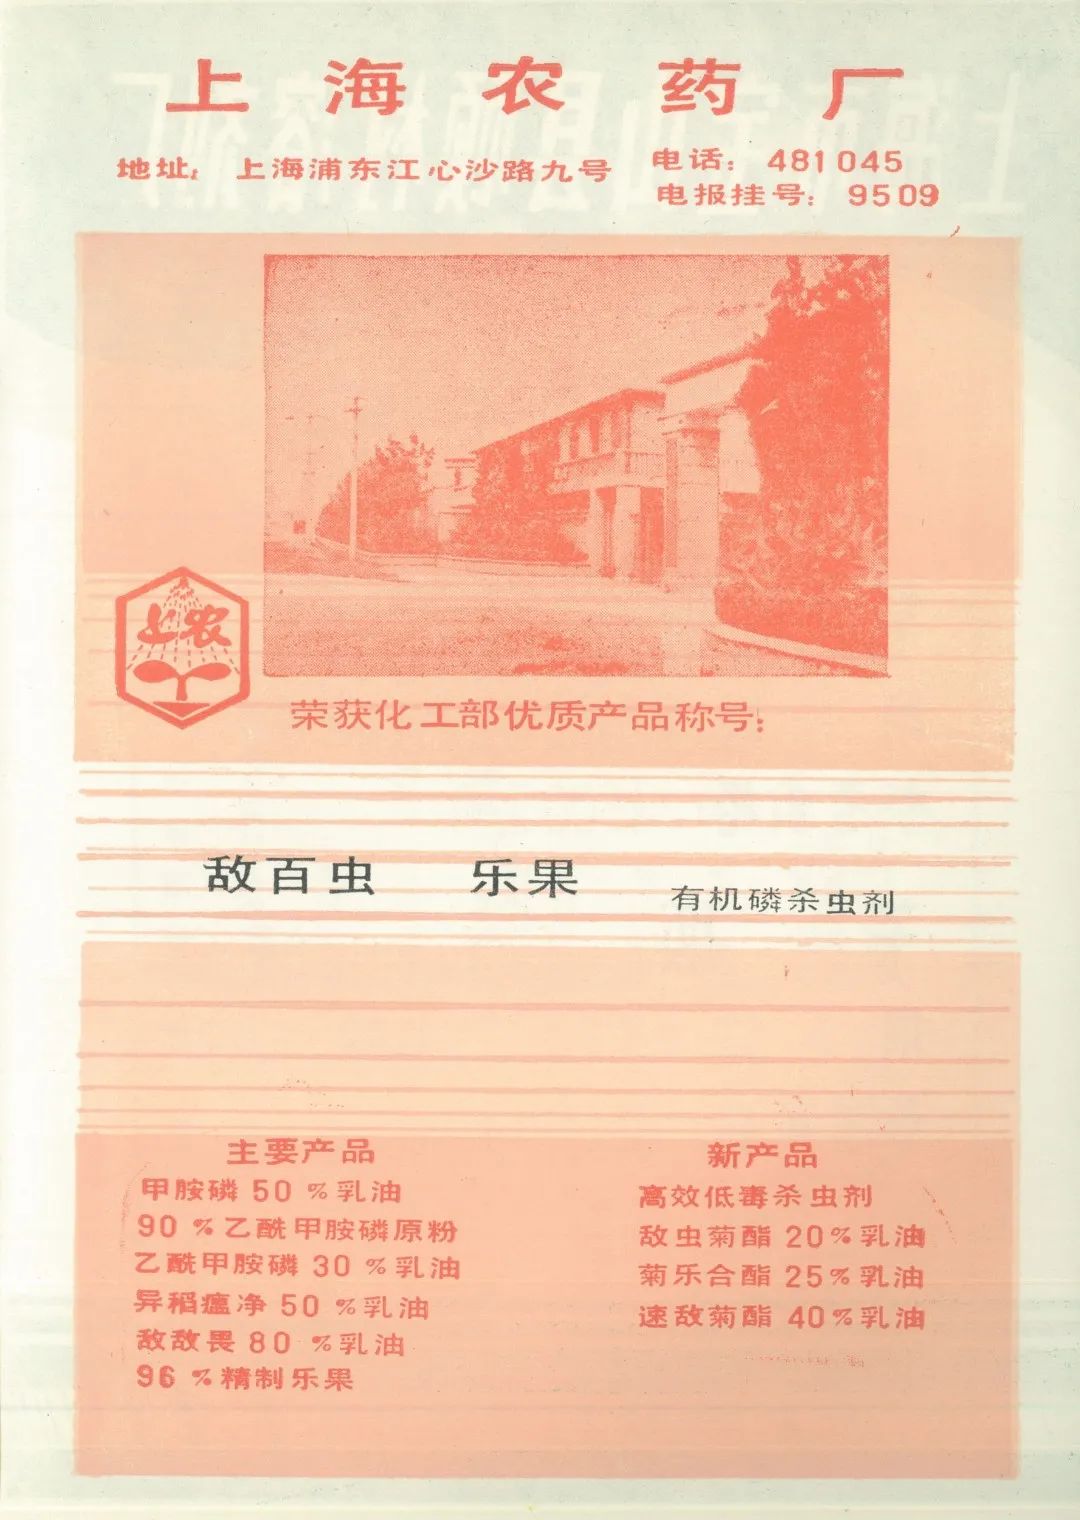 上海农药厂
地址: 上海浦东江心沙路九号
电话: 481045
电报挂号: 9509
上农
荣获化工部优质产品称号:
敌百虫 乐果 有机磷杀虫剂
主要产品
甲胺磷 50 %乳油
90 %乙酰甲胺磷原粉
乙酰甲胺磷 30 %乳油
异稻瘟净 50 %乳油
敌敌畏 80 %乳油
96 %精制乐果
新产品
高效低毒杀虫剂
敌虫菊酯 20%乳油
菊乐合酯 25%乳油
速敌菊酯 40%乳油